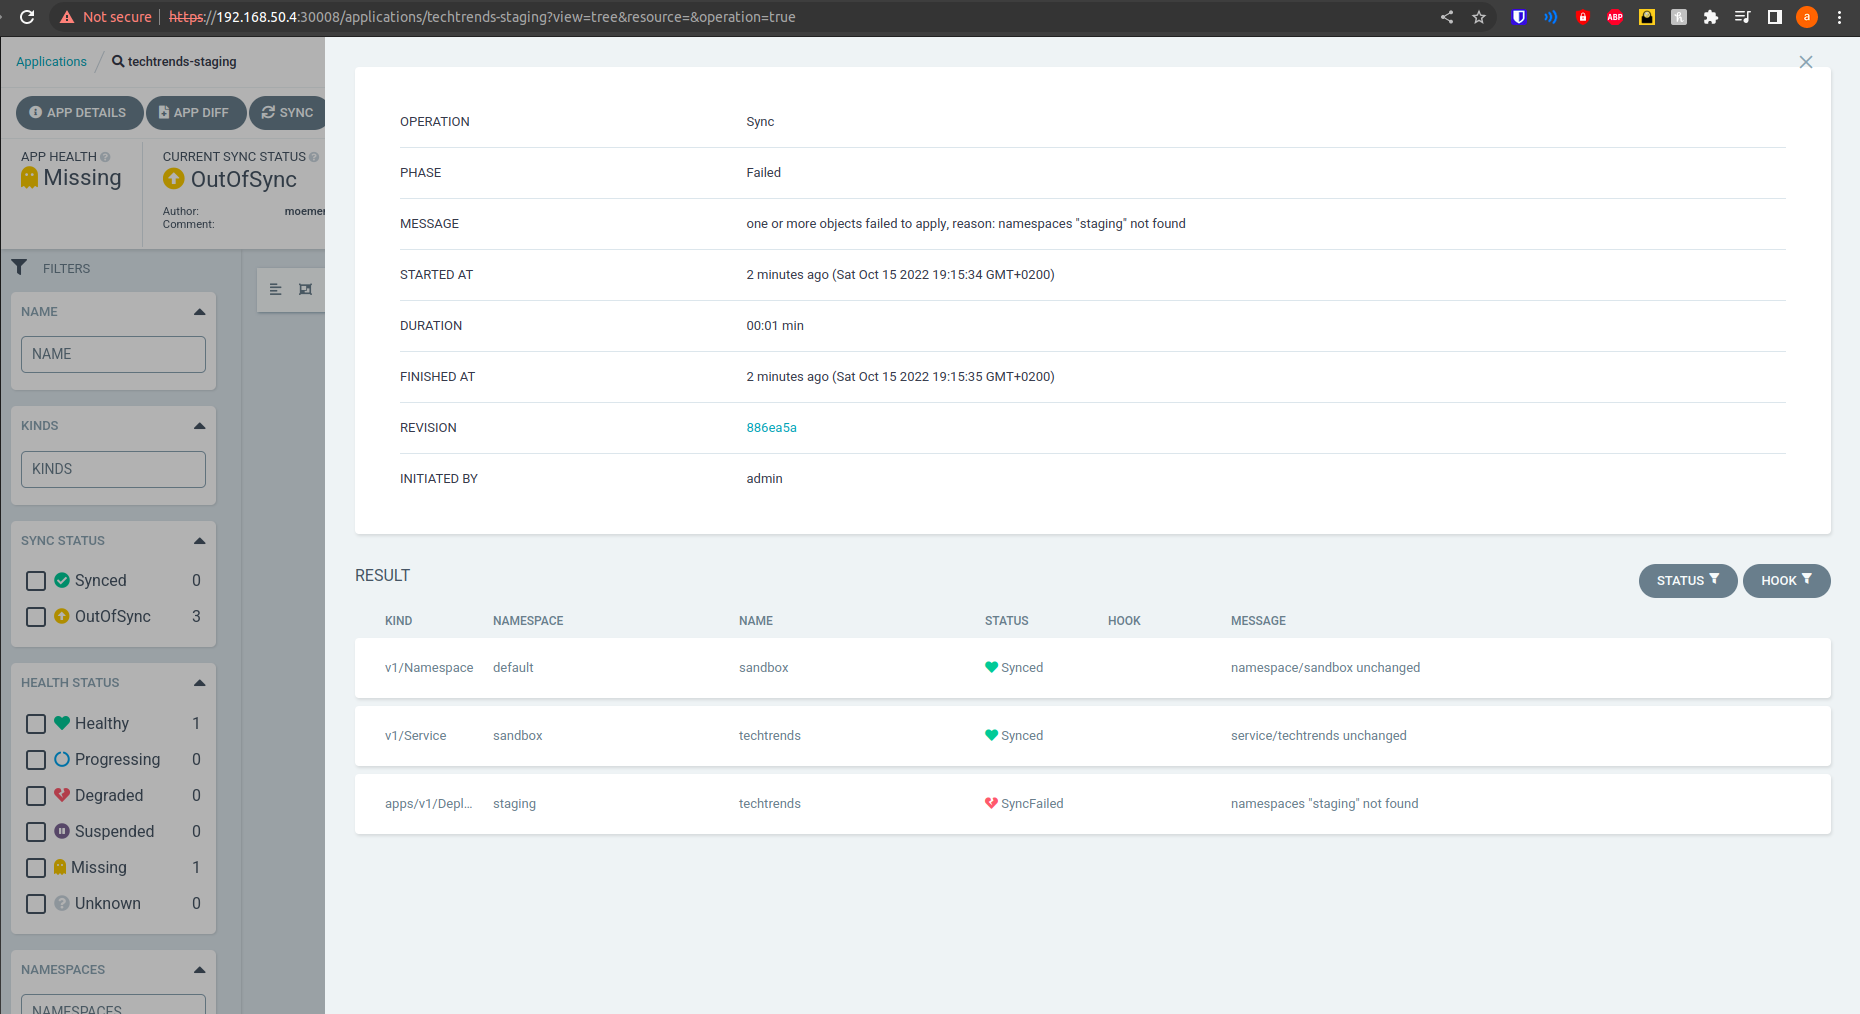 Not secure
https://192.168.50.4:30008/applications/techtrends-staging?view=tree&resource=&operation=true
ABP
a
Applications / techtrends-staging
APP DETAILS APP DIFF SYNC
APP HEALTH
Missing
CURRENT SYNC STATUS
OutOfSync
Author: moemer
Comment:
FILTERS
NAME
NAME
KINDS
KINDS
SYNC STATUS
Synced 0
OutOfSync 3
HEALTH STATUS
Healthy 1
Progressing 0
Degraded 0
Suspended 0
Missing 1
Unknown 0
NAMESPACES
NAMESPACES
OPERATION Sync
PHASE Failed
MESSAGE one or more objects failed to apply, reason: namespaces "staging" not found
STARTED AT 2 minutes ago (Sat Oct 15 2022 19:15:34 GMT+0200)
DURATION 00:01 min
FINISHED AT 2 minutes ago (Sat Oct 15 2022 19:15:35 GMT+0200)
REVISION 886ea5a
INITIATED BY admin
RESULT
STATUS HOOK
KIND NAMESPACE NAME STATUS HOOK MESSAGE
v1/Namespace default sandbox Synced namespace/sandbox unchanged
v1/Service sandbox techtrends Synced service/techtrends unchanged
apps/v1/Depl... staging techtrends SyncFailed namespaces "staging" not found